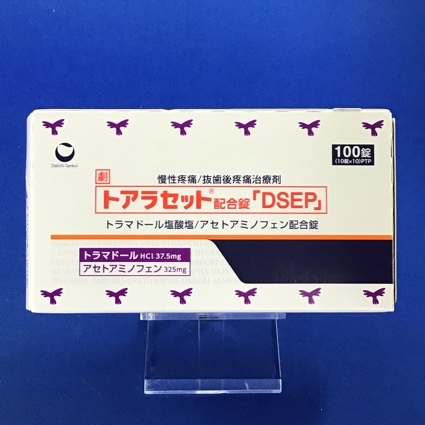 Daiichi-Sankyo
100錠
(10錠×10)PTP
慢性疼痛/抜歯後疼痛治療剤
劇
トアラセット®配合錠「DSEP」
トラマドール塩酸塩/アセトアミノフェン配合錠
トラマドール HCl 37.5mg
アセトアミノフェン 325mg